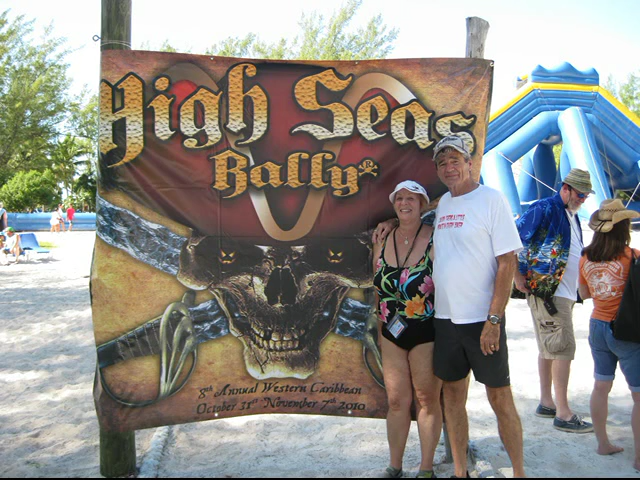 High Seas
Rally
8th Annual Western Caribbean
October 31st November 7th 2010